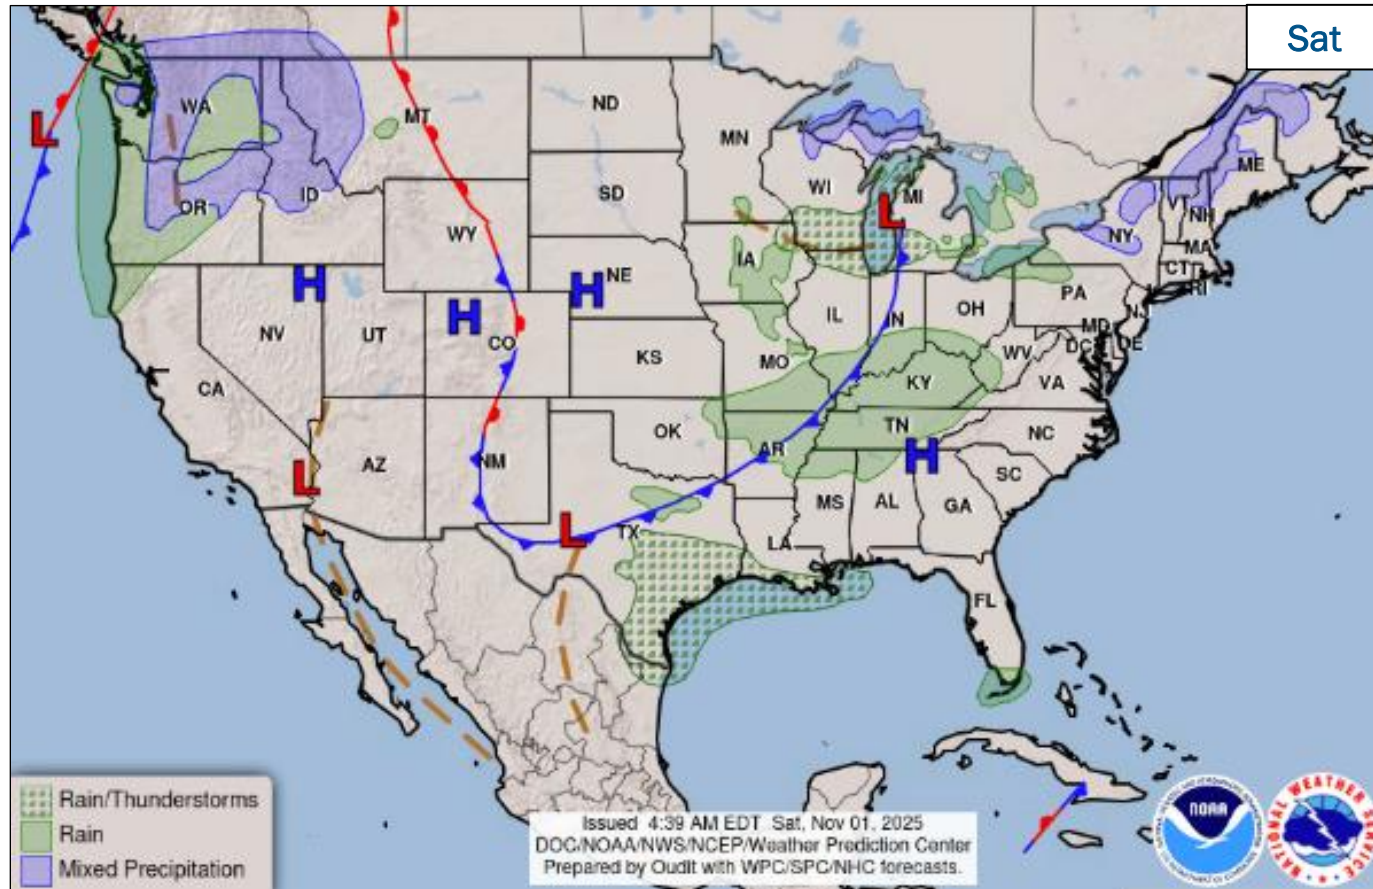 Sat
WA
MT
ND
MN
OR
ID
WY
SD
WI
MI
ME
VT
NH
NY
MA
CT
RI
H
H
H
NE
IA
NV
UT
CO
KS
MO
IL
IN
OH
PA
NJ
MD
DC
DE
WV
VA
CA
AZ
NM
OK
AR
KY
TN
NC
H
SC
MS
AL
GA
TX
LA
FL
L
L
L
L
Rain/Thunderstorms
Rain
Mixed Precipitation
Issued 4:39 AM EDT Sat, Nov 01, 2025
DOC/NOAA/NWS/NCEP/Weather Prediction Center
Prepared by Oudit with WPC/SPC/NHC forecasts.
NOAA
NATIONAL WEATHER SERVICE